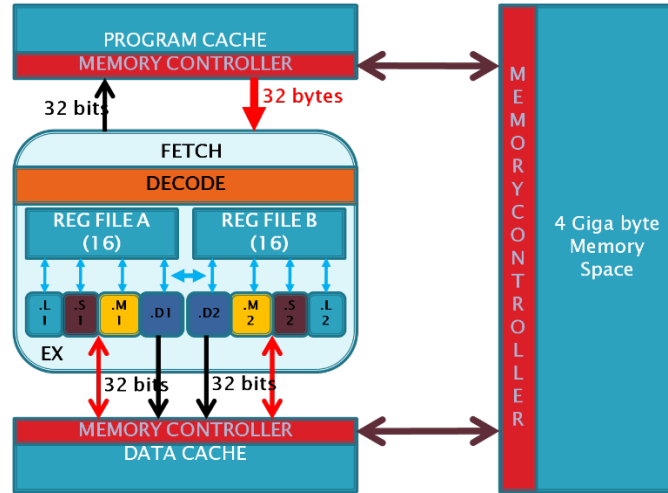 PROGRAM CACHE
MEMORY CONTROLLER
32 bits
32 bytes
FETCH
DECODE
REG FILE A
(16)
REG FILE B
(16)
.L
1
.S
1
.M
1
.D1
.D2
.M
2
.S
2
.L
2
EX
32 bits
32 bits
MEMORY CONTROLLER
DATA CACHE
MEMORYCONTROLLER
4 Giga byte
Memory
Space